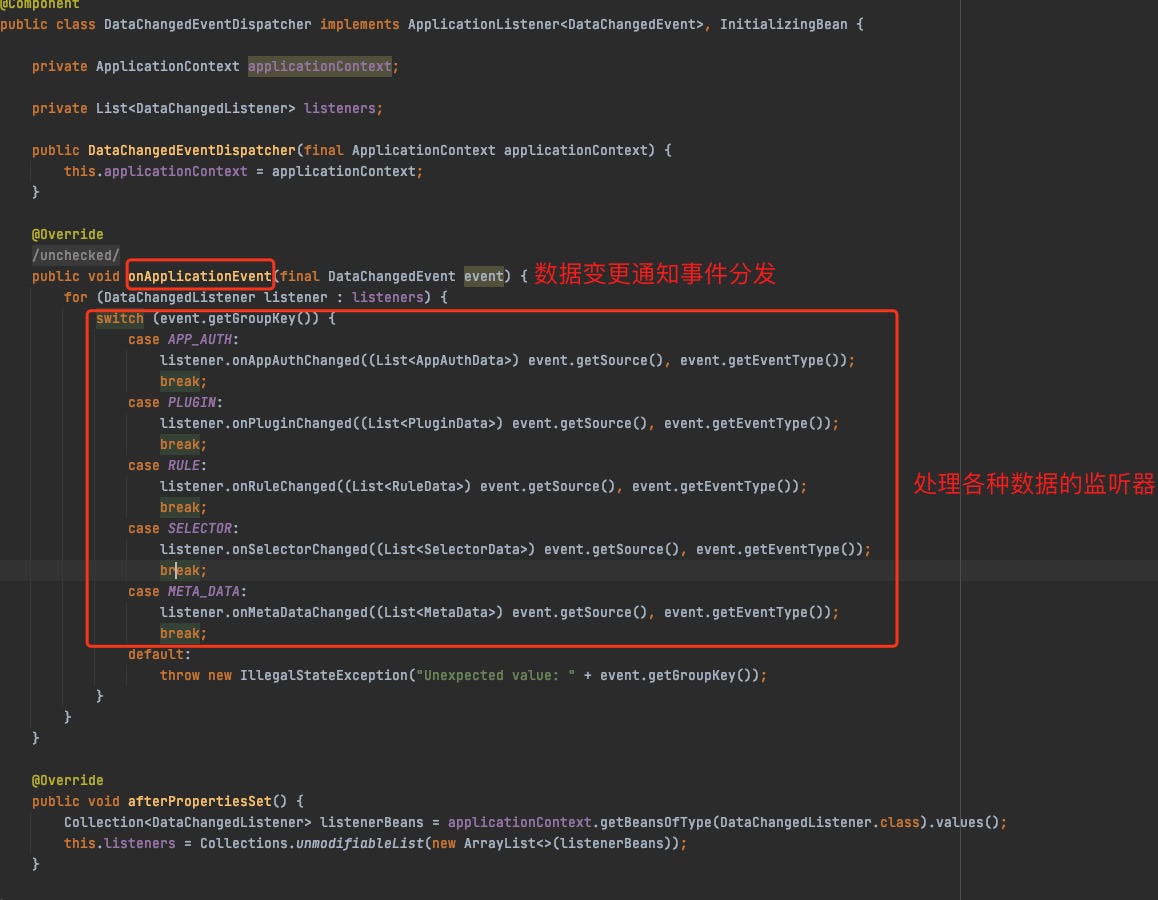 @Component
public class DataChangedEventDispatcher implements ApplicationListener<DataChangedEvent>, InitializingBean {
private ApplicationContext applicationContext;
private List<DataChangedListener> listeners;
public DataChangedEventDispatcher(final ApplicationContext applicationContext) {
this.applicationContext = applicationContext;
}
@Override
/unchecked/
public void onApplicationEvent(final DataChangedEvent event) { 数据变更通知事件分发
for (DataChangedListener listener : listeners) {
switch (event.getGroupKey()) {
case APP_AUTH:
listener.onAppAuthChanged((List<AppAuthData>) event.getSource(), event.getEventType());
break;
case PLUGIN:
listener.onPluginChanged((List<PluginData>) event.getSource(), event.getEventType());
break;
case RULE:
listener.onRuleChanged((List<RuleData>) event.getSource(), event.getEventType());
处理各种数据的监听器
break;
case SELECTOR:
listener.onSelectorChanged((List<SelectorData>) event.getSource(), event.getEventType());
break;
case META_DATA:
listener.onMetaDataChanged((List<MetaData>) event.getSource(), event.getEventType());
break;
default:
throw new IllegalStateException("Unexpected value: " + event.getGroupKey());
}
}
}
@Override
public void afterPropertiesSet() {
Collection<DataChangedListener> listenerBeans = applicationContext.getBeansOfType(DataChangedListener.class).values();
this.listeners = Collections.unmodifiableList(new ArrayList<>(listenerBeans));
}